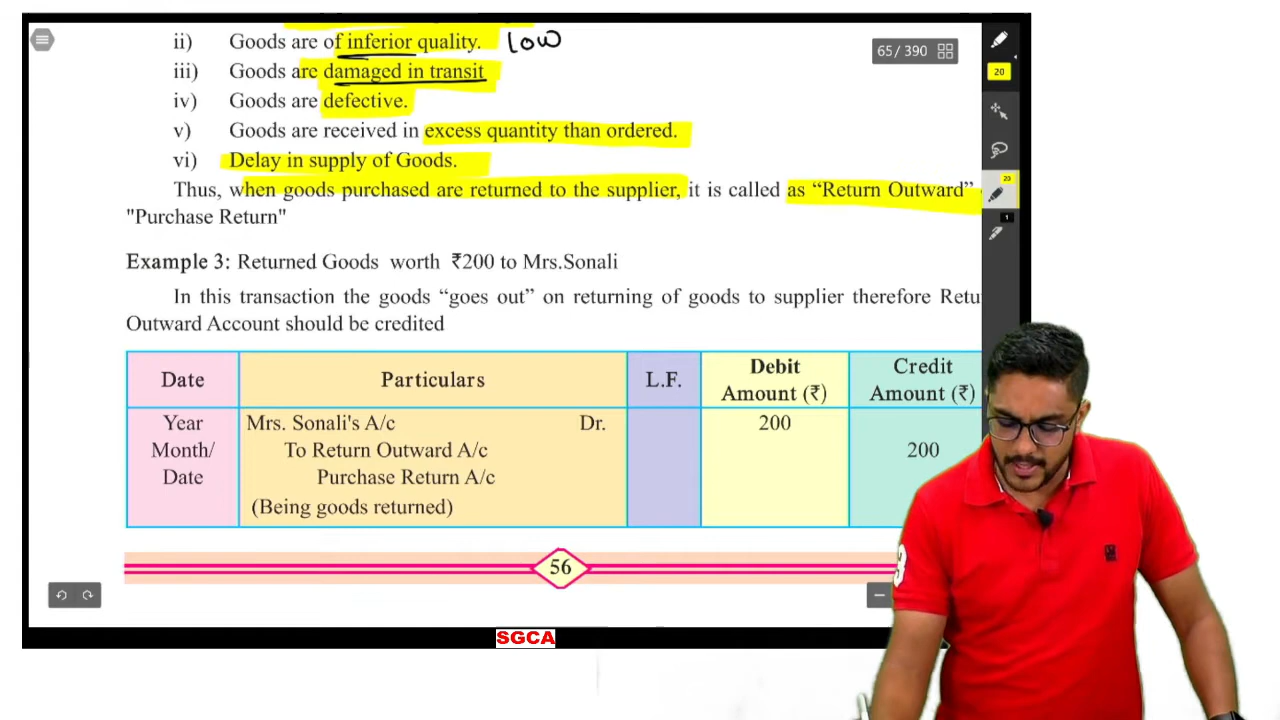 ii) Goods are of inferior quality. low
65 / 390
20
iii) Goods are damaged in transit
iv) Goods are defective.
v) Goods are received in excess quantity than ordered.
vi) Delay in supply of Goods.
20
Thus, when goods purchased are returned to the supplier, it is called as “Return Outward”
"Purchase Return"
1
Example 3: Returned Goods worth ₹200 to Mrs.Sonali
In this transaction the goods “goes out” on returning of goods to supplier therefore Retu
Outward Account should be credited
Date Particulars L.F. Debit Amount (₹) Credit Amount (₹)
Year Mrs. Sonali's A/c Dr. 200
Month/ To Return Outward A/c 200
Date Purchase Return A/c
(Being goods returned)
56
SGCA